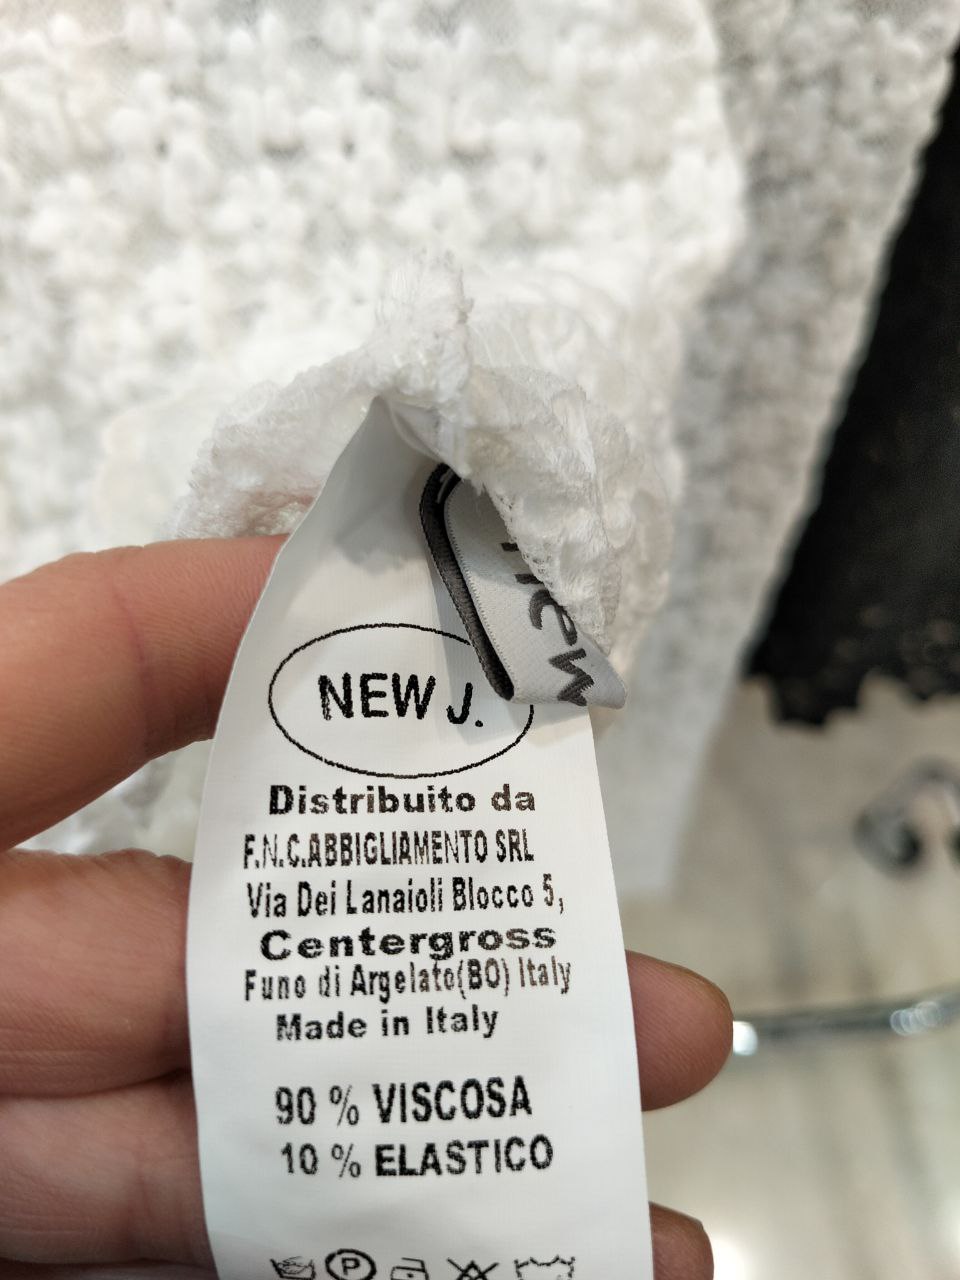 new
NEW J.
Distribuito da
F.N.C.ABBIGLIAMENTO SRL
Via Dei Lanaioli Blocco 5,
Centergross
Funo di Argelato(BO) Italy
Made in Italy
90 % VISCOSA
10 % ELASTICO
P